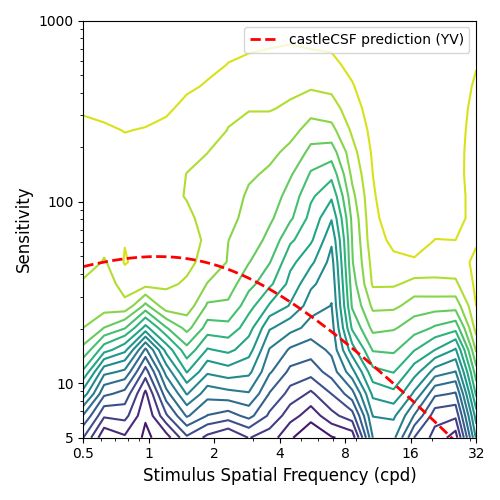 1000
castleCSF prediction (YV)
100
Sensitivity
10
5
0.5 1 2 4 8 16 32
Stimulus Spatial Frequency (cpd)